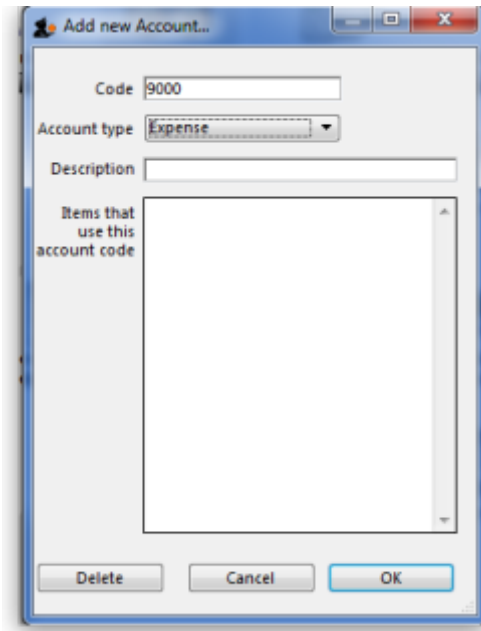 Add new Account...
Code 9000
Account type Expense
Description
Items that
use this
account code
Delete Cancel OK